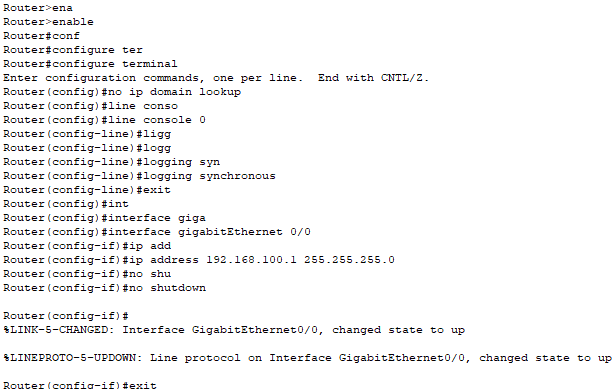 Router>ena
Router>enable
Router#conf
Router#configure ter
Router#configure terminal
Enter configuration commands, one per line.  End with CNTL/Z.
Router(config)#no ip domain lookup
Router(config)#line conso
Router(config)#line console 0
Router(config-line)#ligg
Router(config-line)#logg
Router(config-line)#logging syn
Router(config-line)#logging synchronous
Router(config-line)#exit
Router(config)#int
Router(config)#interface giga
Router(config)#interface gigabitEthernet 0/0
Router(config-if)#ip add
Router(config-if)#ip address 192.168.100.1 255.255.255.0
Router(config-if)#no shu
Router(config-if)#no shutdown
Router(config-if)#
%LINK-5-CHANGED: Interface GigabitEthernet0/0, changed state to up
%LINEPROTO-5-UPDOWN: Line protocol on Interface GigabitEthernet0/0, changed state to up
Router(config-if)#exit